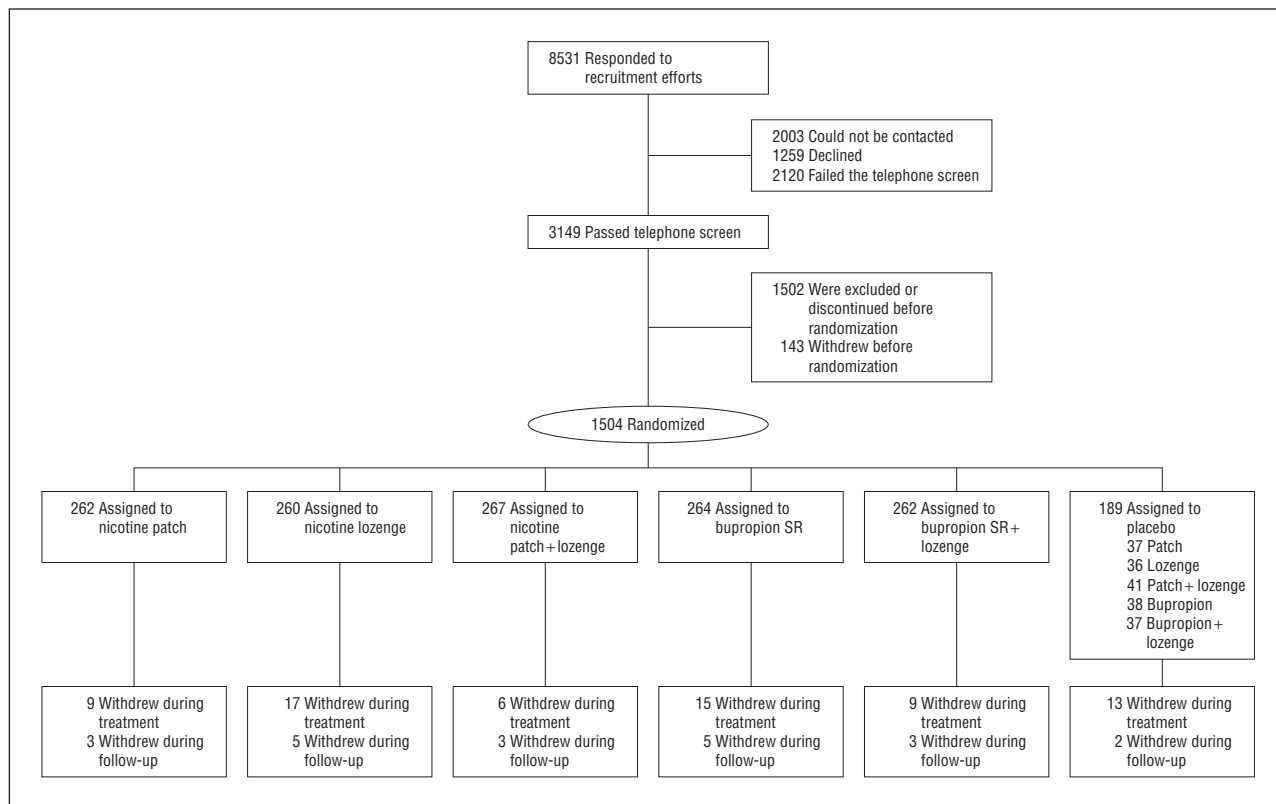 8531 Responded to
recruitment efforts
2003 Could not be contacted
1259 Declined
2120 Failed the telephone screen
3149 Passed telephone screen
1502 Were excluded or
discontinued before
randomization
143 Withdrew before
randomization
1504 Randomized
262 Assigned to
nicotine patch
260 Assigned to
nicotine lozenge
267 Assigned to
nicotine
patch+lozenge
264 Assigned to
bupropion SR
262 Assigned to
bupropion SR+
lozenge
189 Assigned to
placebo
37 Patch
36 Lozenge
41 Patch+lozenge
38 Bupropion
37 Bupropion+
lozenge
9 Withdrew during
treatment
3 Withdrew during
follow-up
17 Withdrew during
treatment
5 Withdrew during
follow-up
6 Withdrew during
treatment
3 Withdrew during
follow-up
15 Withdrew during
treatment
5 Withdrew during
follow-up
9 Withdrew during
treatment
3 Withdrew during
follow-up
13 Withdrew during
treatment
2 Withdrew during
follow-up